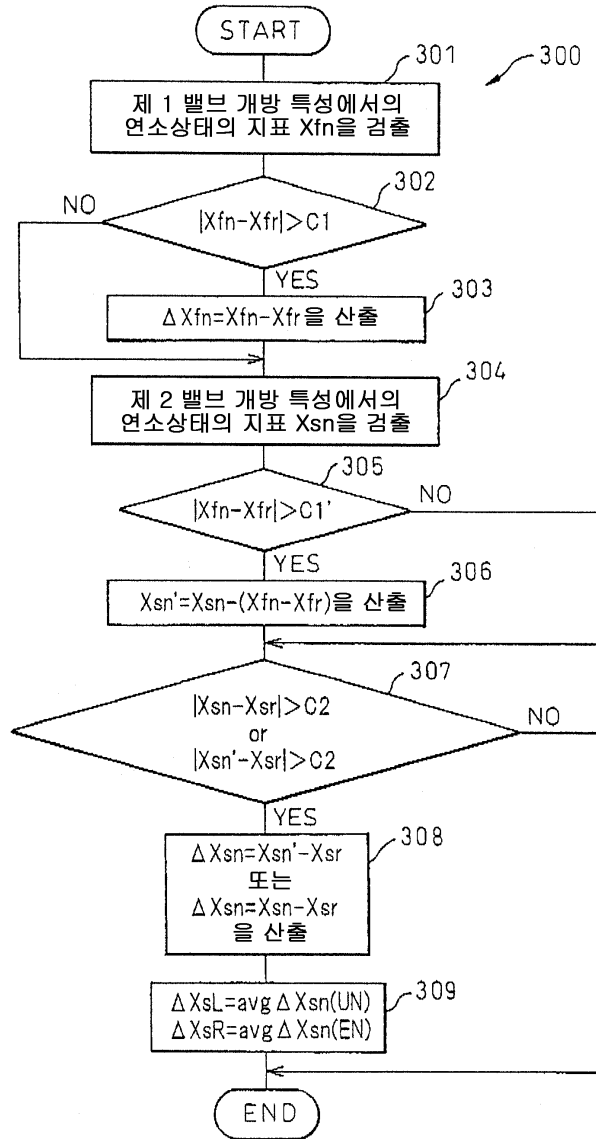 START
301
300
제 1 밸브 개방 특성에서의
연소상태의 지표 Xfn을 검출
302
NO
|Xfn-Xfr|>C1
YES
303
ΔXfn=Xfn-Xfr을 산출
304
제 2 밸브 개방 특성에서의
연소상태의 지표 Xsn을 검출
305
NO
|Xfn-Xfr|>C1'
YES
306
Xsn'=Xsn-(Xfn-Xfr)을 산출
307
|Xsn-Xsr|>C2
or
|Xsn'-Xsr|>C2
NO
YES
308
ΔXsn=Xsn'-Xsr
또는
ΔXsn=Xsn-Xsr
을 산출
309
ΔXsL=avg ΔXsn(UN)
ΔXsR=avg ΔXsn(EN)
END